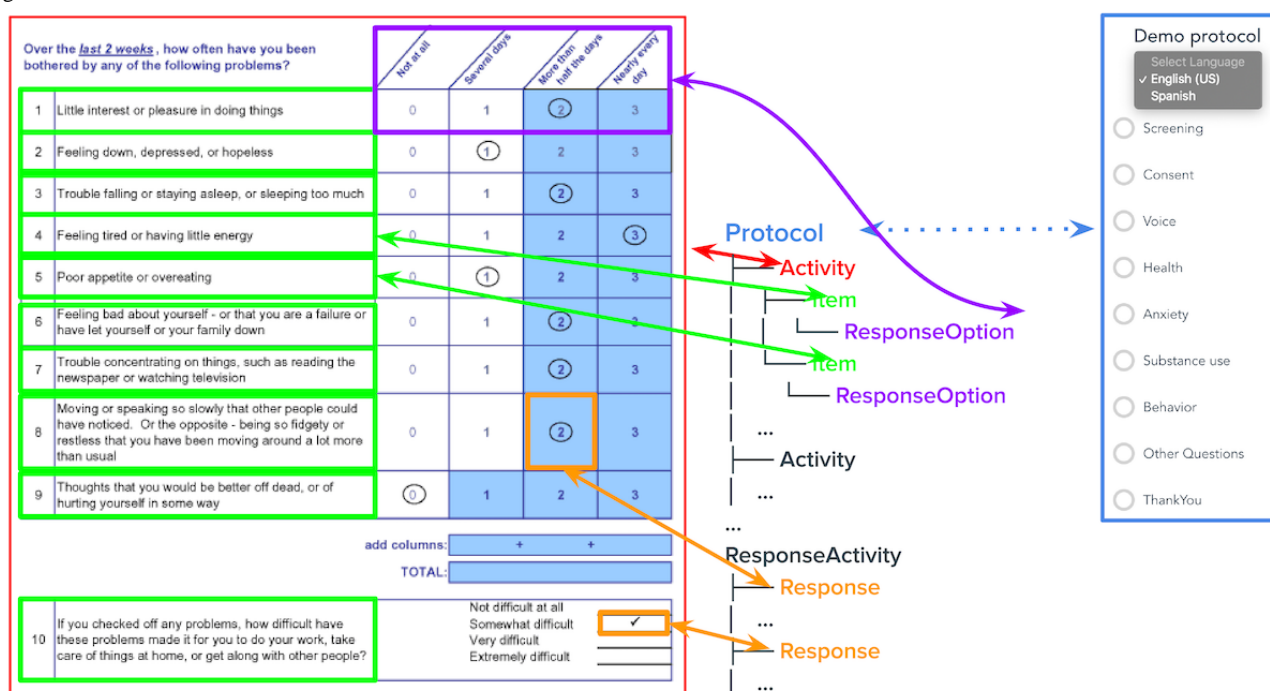 Over the last 2 weeks, how often have you been
bothered by any of the following problems?
Not at all
Several days
More than
half the days
Nearly every
day
1 Little interest or pleasure in doing things 0 1 2 3
2 Feeling down, depressed, or hopeless 0 1 2 3
3 Trouble falling or staying asleep, or sleeping too much 0 1 2 3
4 Feeling tired or having little energy 0 1 2 3
5 Poor appetite or overeating 0 1 2 3
6 Feeling bad about yourself - or that you are a failure or
have let yourself or your family down 0 1 2 3
7 Trouble concentrating on things, such as reading the
newspaper or watching television 0 1 2 3
8 Moving or speaking so slowly that other people could
have noticed. Or the opposite - being so fidgety or
restless that you have been moving around a lot more
than usual 0 1 2 3
9 Thoughts that you would be better off dead, or of
hurting yourself in some way 0 1 2 3
add columns: + +
TOTAL:
10 If you checked off any problems, how difficult have
these problems made it for you to do your work, take
care of things at home, or get along with other people?
Not difficult at all
Somewhat difficult ✓
Very difficult
Extremely difficult
Protocol
Activity
Item
ResponseOption
Item
ResponseOption
...
Activity
...
...
ResponseActivity
Response
...
Response
...
Demo protocol
Select Language
✓ English (US)
Spanish
Screening
Consent
Voice
Health
Anxiety
Substance use
Behavior
Other Questions
ThankYou